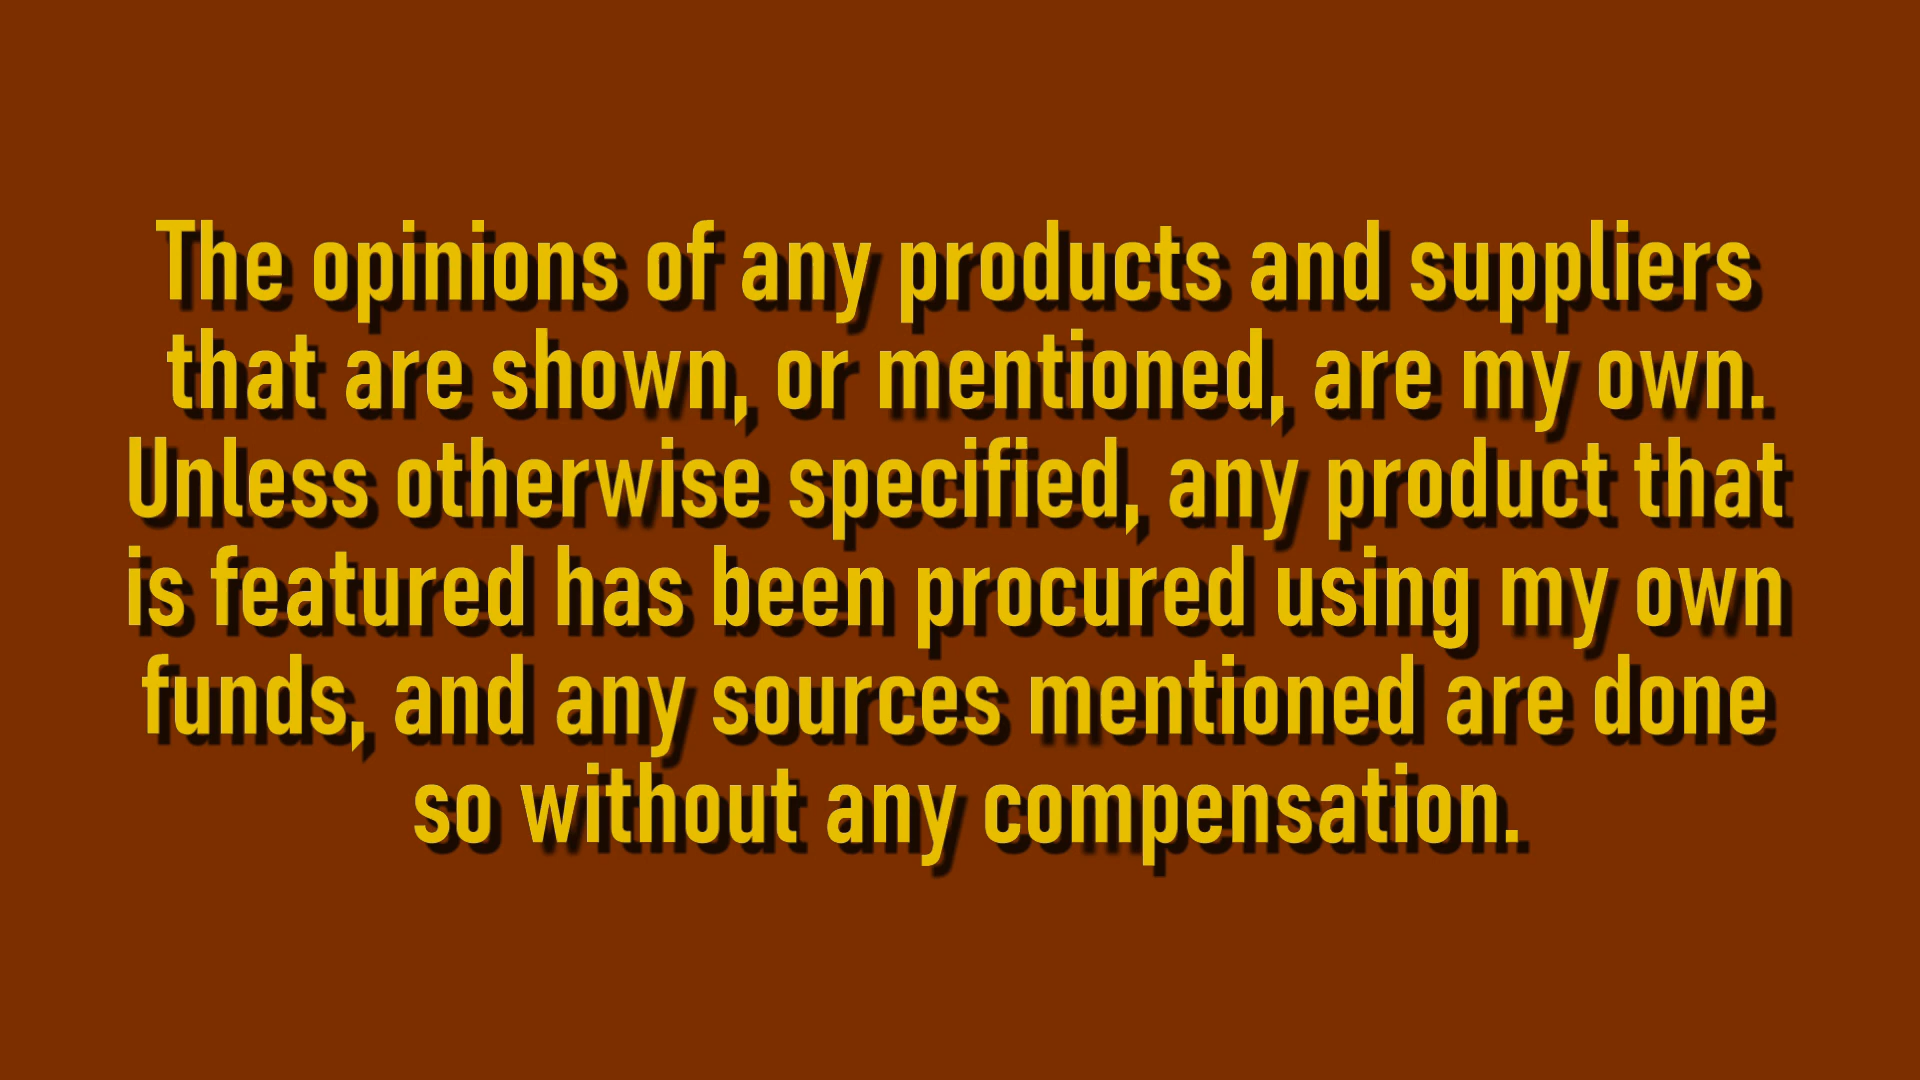 The opinions of any products and suppliers
that are shown, or mentioned, are my own.
Unless otherwise specified, any product that
is featured has been procured using my own
funds, and any sources mentioned are done
so without any compensation.